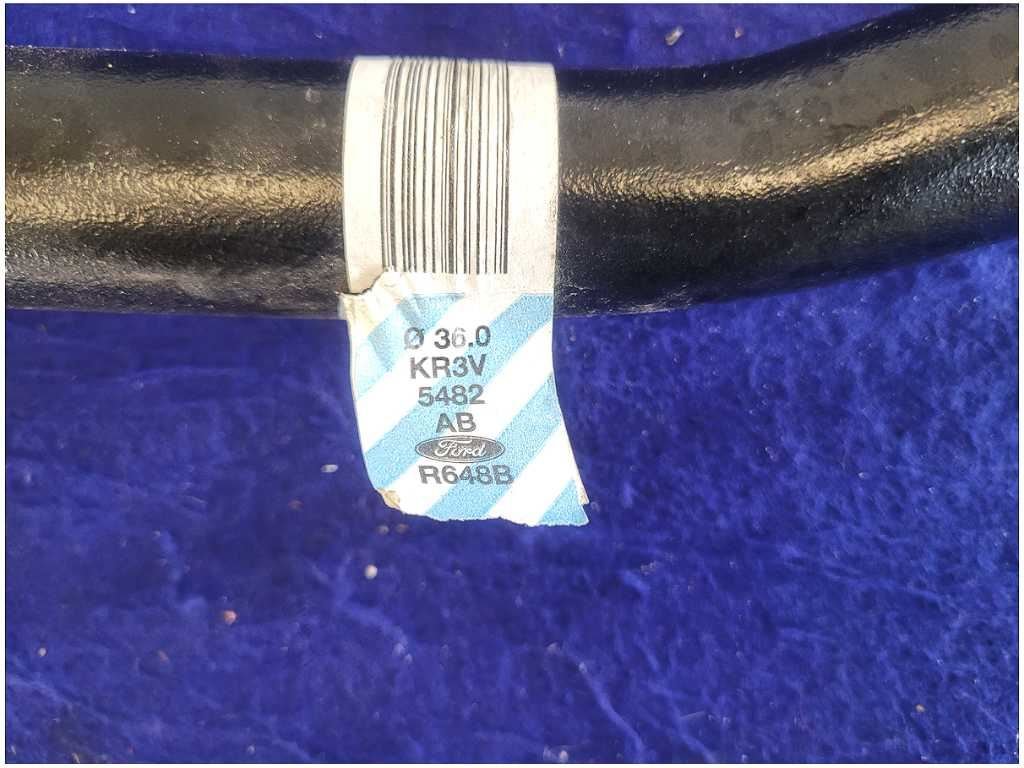 Ø 36.0
KR3V
5482
AB
Ford
R648B